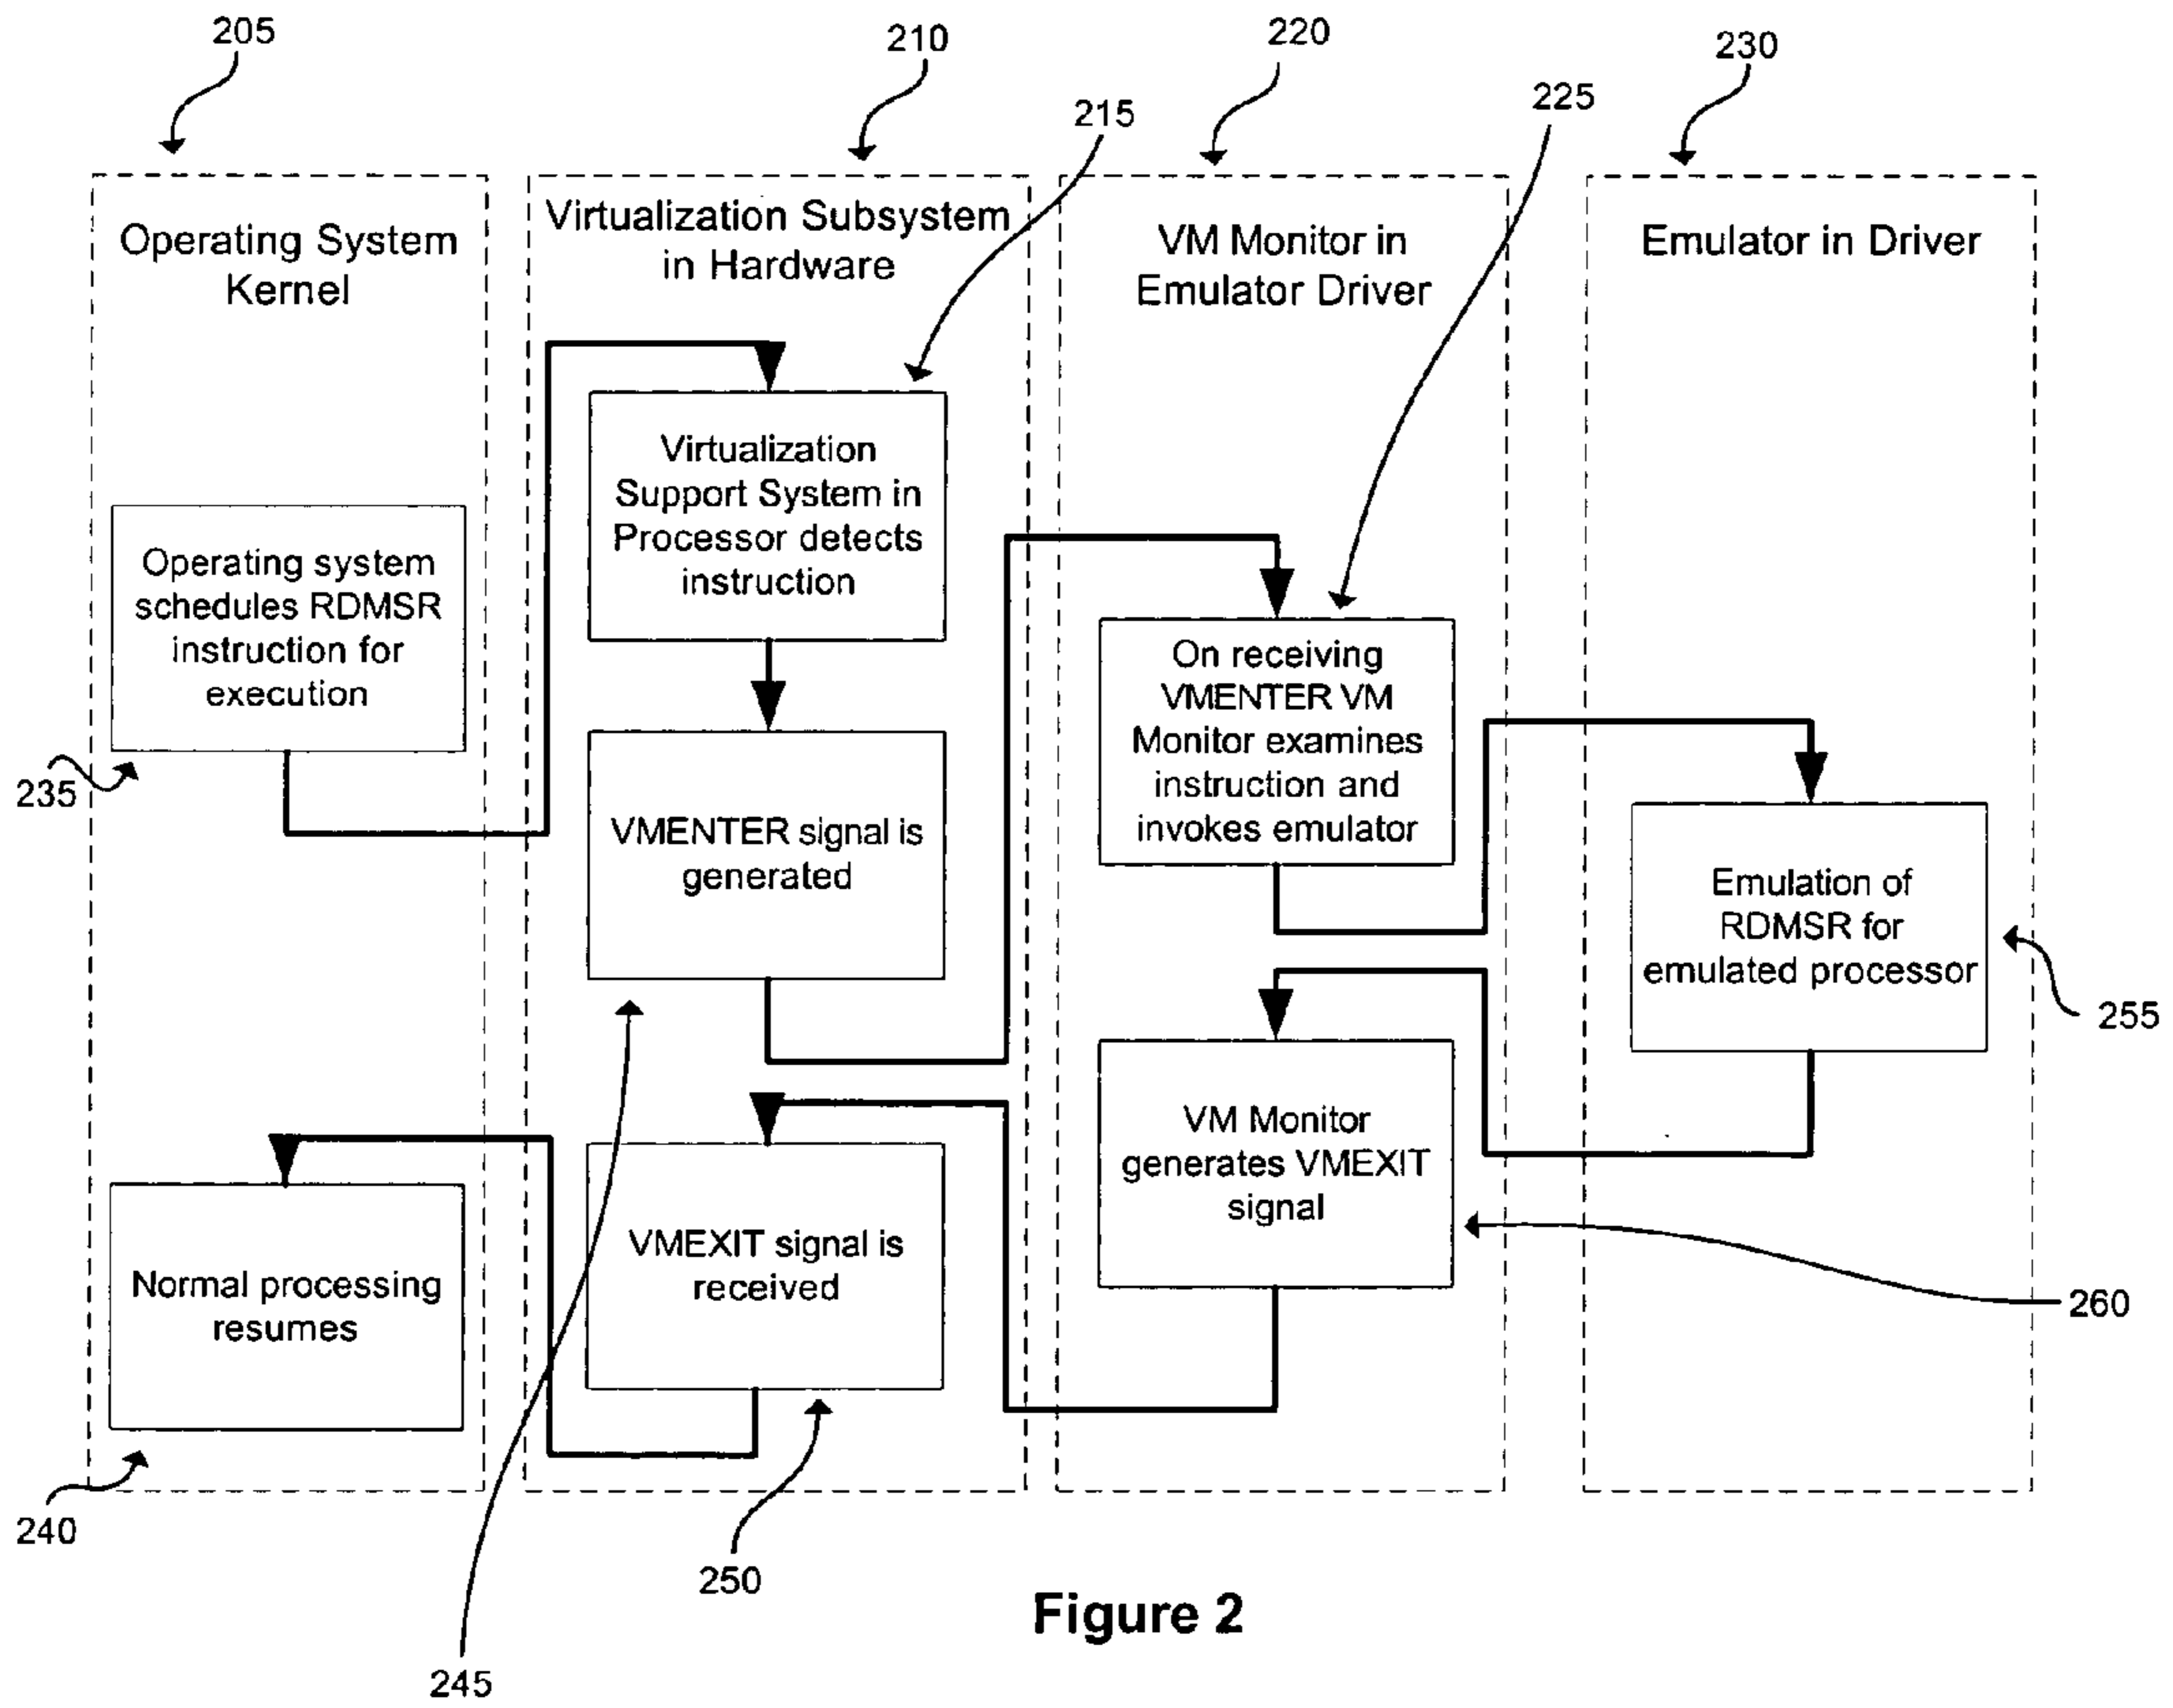 205
210
220
230
215
225
Operating System
Kernel
Virtualization Subsystem
in Hardware
VM Monitor in
Emulator Driver
Emulator in Driver
Operating system
schedules RDMSR
instruction for
execution
235
Virtualization
Support System in
Processor detects
instruction
VMENTER signal is
generated
On receiving
VMENTER VM
Monitor examines
instruction and
invokes emulator
Emulation of
RDMSR for
emulated processor
255
VM Monitor
generates VMEXIT
signal
260
VMEXIT signal is
received
Normal processing
resumes
240
250
245
Figure 2